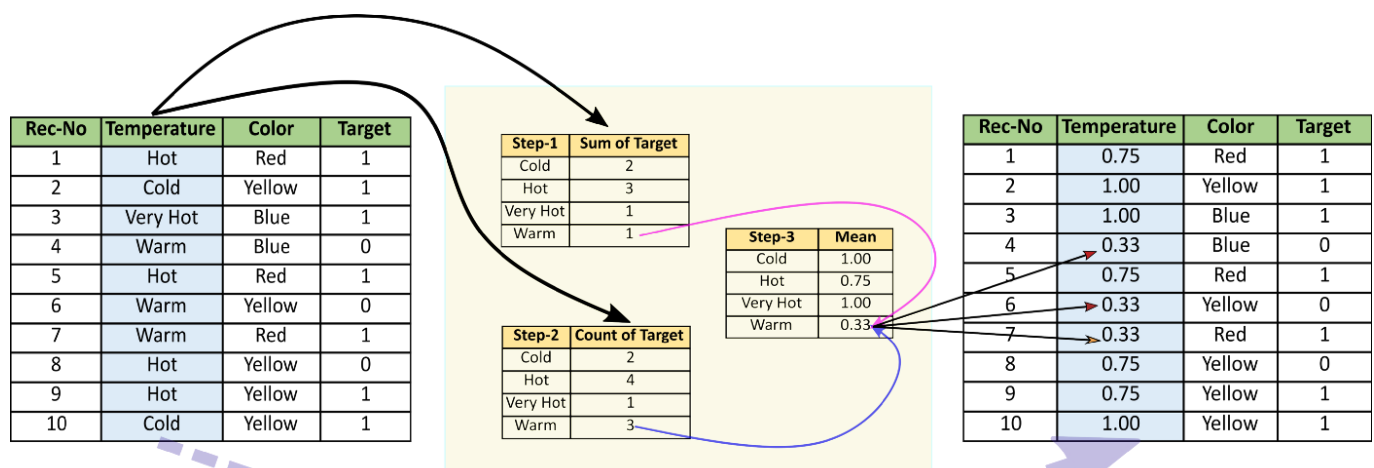 Rec-No Temperature Color Target
1 Hot Red 1
2 Cold Yellow 1
3 Very Hot Blue 1
4 Warm Blue 0
5 Hot Red 1
6 Warm Yellow 0
7 Warm Red 1
8 Hot Yellow 0
9 Hot Yellow 1
10 Cold Yellow 1
Step-1 Sum of Target
Cold 2
Hot 3
Very Hot 1
Warm 1
Step-2 Count of Target
Cold 2
Hot 4
Very Hot 1
Warm 3
Step-3 Mean
Cold 1.00
Hot 0.75
Very Hot 1.00
Warm 0.33
Rec-No Temperature Color Target
1 0.75 Red 1
2 1.00 Yellow 1
3 1.00 Blue 1
4 0.33 Blue 0
5 0.75 Red 1
6 0.33 Yellow 0
7 0.33 Red 1
8 0.75 Yellow 0
9 0.75 Yellow 1
10 1.00 Yellow 1